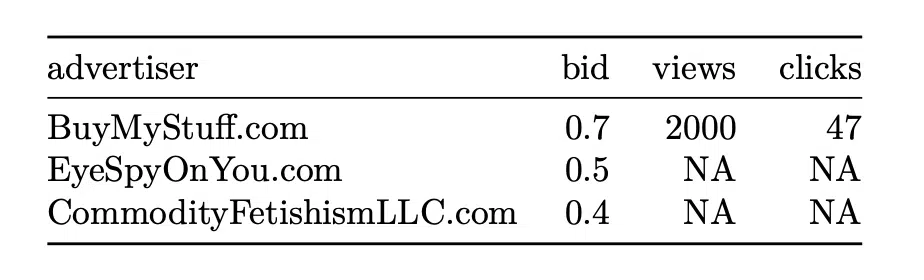 advertiser bid views clicks
BuyMyStuff.com 0.7 2000 47
EyeSpyOnYou.com 0.5 NA NA
CommodityFetishismLLC.com 0.4 NA NA